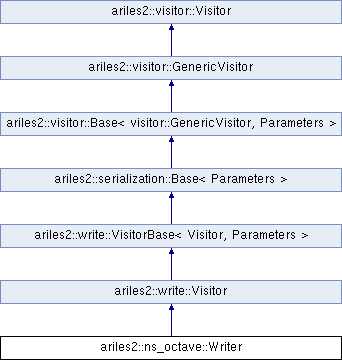 ariles2::visitor::Visitor
ariles2::visitor::GenericVisitor
ariles2::visitor::Base< visitor::GenericVisitor, Parameters >
ariles2::serialization::Base< Parameters >
ariles2::write::VisitorBase< Visitor, Parameters >
ariles2::write::Visitor
ariles2::ns_octave::Writer